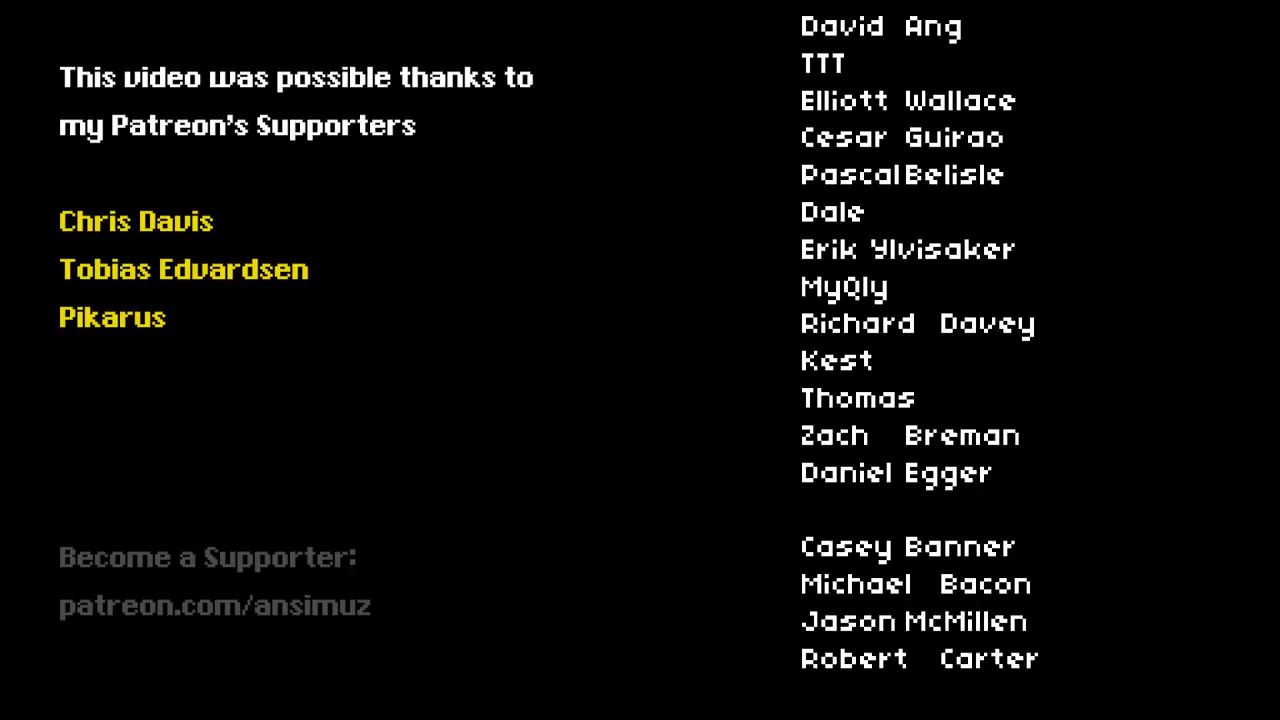 This video was possible thanks to
my Patreon's Supporters
Chris Davis
Tobias Edvardsen
Pikarus
Become a Supporter:
patreon.com/ansimuz
David Ang
TTT
Elliott Wallace
Cesar Guirao
Pascal Belisle
Dale
Erik Ylvisaker
MyQly
Richard Davey
Kest
Thomas
Zach Breman
Daniel Egger
Casey Banner
Michael Bacon
Jason McMillen
Robert Carter